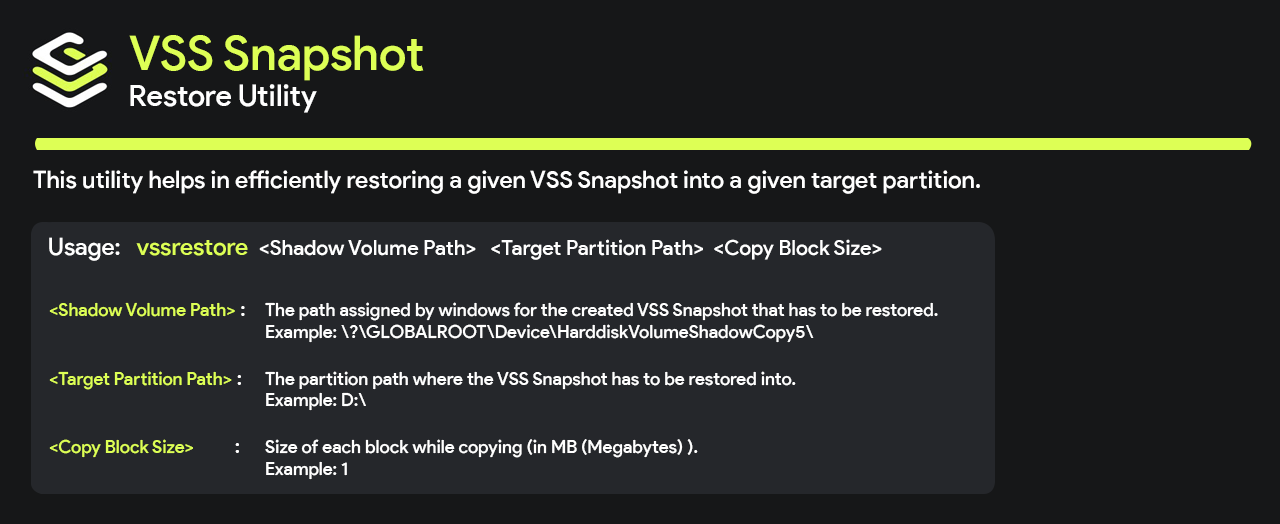 VSS Snapshot
Restore Utility
This utility helps in efficiently restoring a given VSS Snapshot into a given target partition.
Usage: vssrestore <Shadow Volume Path> <Target Partition Path> <Copy Block Size>
<Shadow Volume Path> : The path assigned by windows for the created VSS Snapshot that has to be restored.
Example: \?\GLOBALROOT\Device\HarddiskVolumeShadowCopy5\
<Target Partition Path> : The partition path where the VSS Snapshot has to be restored into.
Example: D:\
<Copy Block Size> : Size of each block while copying (in MB (Megabytes) ).
Example: 1